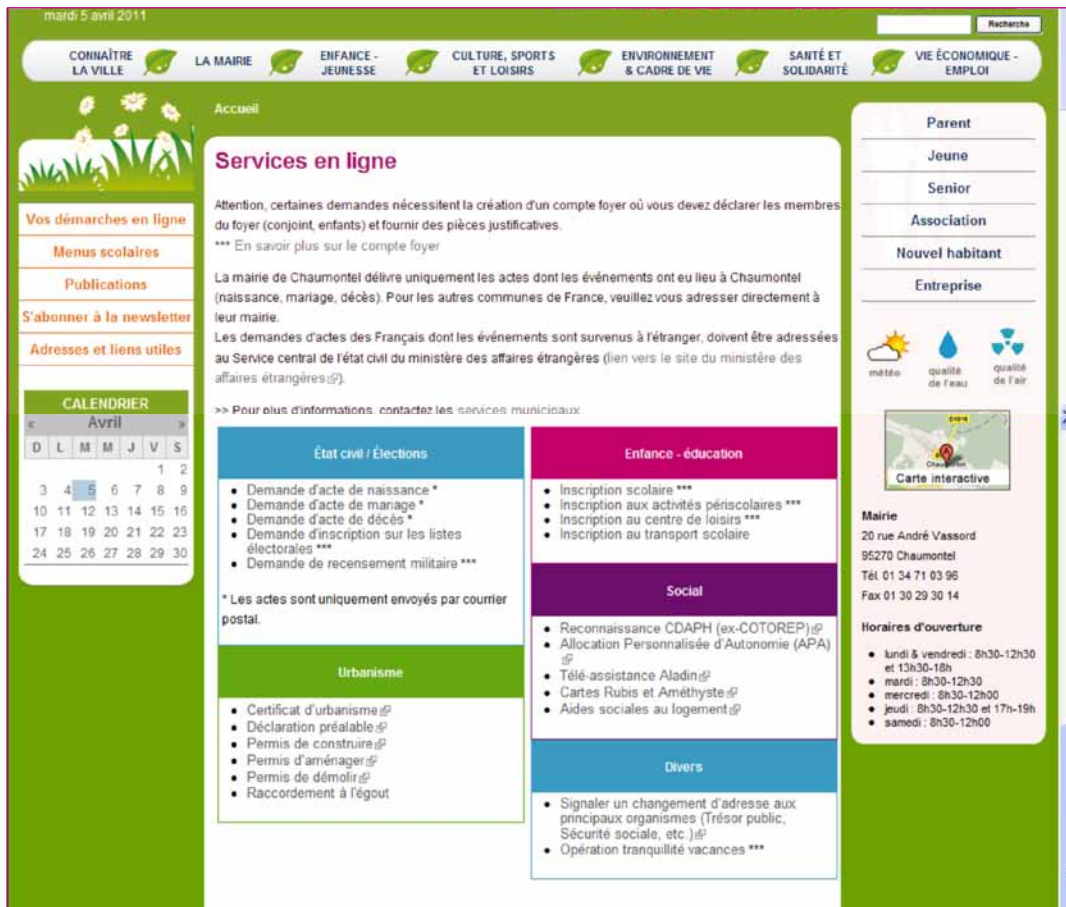 mardi 5 avril 2011
Recherche
CONNAÎTRE
LA VILLE
LA MAIRIE
ENFANCE -
JEUNESSE
CULTURE, SPORTS
ET LOISIRS
ENVIRONNEMENT
& CADRE DE VIE
SANTÉ ET
SOLIDARITÉ
VIE ÉCONOMIQUE -
EMPLOI
Vos démarches en ligne
Menus scolaires
Publications
S'abonner à la newsletter
Adresses et liens utiles
CALENDRIER
« Avril »
D L M M J V S
1 2
3 4 5 6 7 8 9
10 11 12 13 14 15 16
17 18 19 20 21 22 23
24 25 26 27 28 29 30
Accueil
Services en ligne
Attention, certaines demandes nécessitent la création d'un compte foyer où vous devez déclarer les membres
du foyer (conjoint, enfants) et fournir des pièces justificatives.
*** En savoir plus sur le compte foyer
La mairie de Chaumontel délivre uniquement les actes dont les événements ont eu lieu à Chaumontel
(naissance, mariage, décès). Pour les autres communes de France, veuillez vous adresser directement à
leur mairie.
Les demandes d'actes des Français dont les événements sont survenus à l'étranger, doivent être adressées
au Service central de l'état civil du ministère des affaires étrangères (lien vers le site du ministère des
affaires étrangères).
>> Pour plus d'informations, contactez les services municipaux
État civil / Élections
• Demande d'acte de naissance *
• Demande d'acte de mariage *
• Demande d'acte de décès *
• Demande d'inscription sur les listes
électorales ***
• Demande de recensement militaire ***
* Les actes sont uniquement envoyés par courrier
postal.
Urbanisme
• Certificat d'urbanisme
• Déclaration préalable
• Permis de construire
• Permis d'aménager
• Permis de démolir
• Raccordement à l'égout
Enfance - éducation
• Inscription scolaire ***
• Inscription aux activités périscolaires ***
• Inscription au centre de loisirs ***
• Inscription au transport scolaire
Social
• Reconnaissance CDAPH (ex-COTOREP)
• Allocation Personnalisée d'Autonomie (APA)
• Télé-assistance Aladin
• Cartes Rubis et Améthyste
• Aides sociales au logement
Divers
• Signaler un changement d'adresse aux
principaux organismes (Trésor public,
Sécurité sociale, etc.)
• Opération tranquillité vacances ***
Parent
Jeune
Senior
Association
Nouvel habitant
Entreprise
météo
qualité
de l'eau
qualité
de l'air
D1016
Chaumontel
Carte interactive
Mairie
20 rue André Vassord
95270 Chaumontel
Tél. 01 34 71 03 96
Fax 01 30 29 30 14
Horaires d'ouverture
• lundi & vendredi : 8h30-12h30
et 13h30-18h
• mardi : 8h30-12h30
• mercredi : 8h30-12h00
• jeudi : 8h30-12h30 et 17h-19h
• samedi : 8h30-12h00